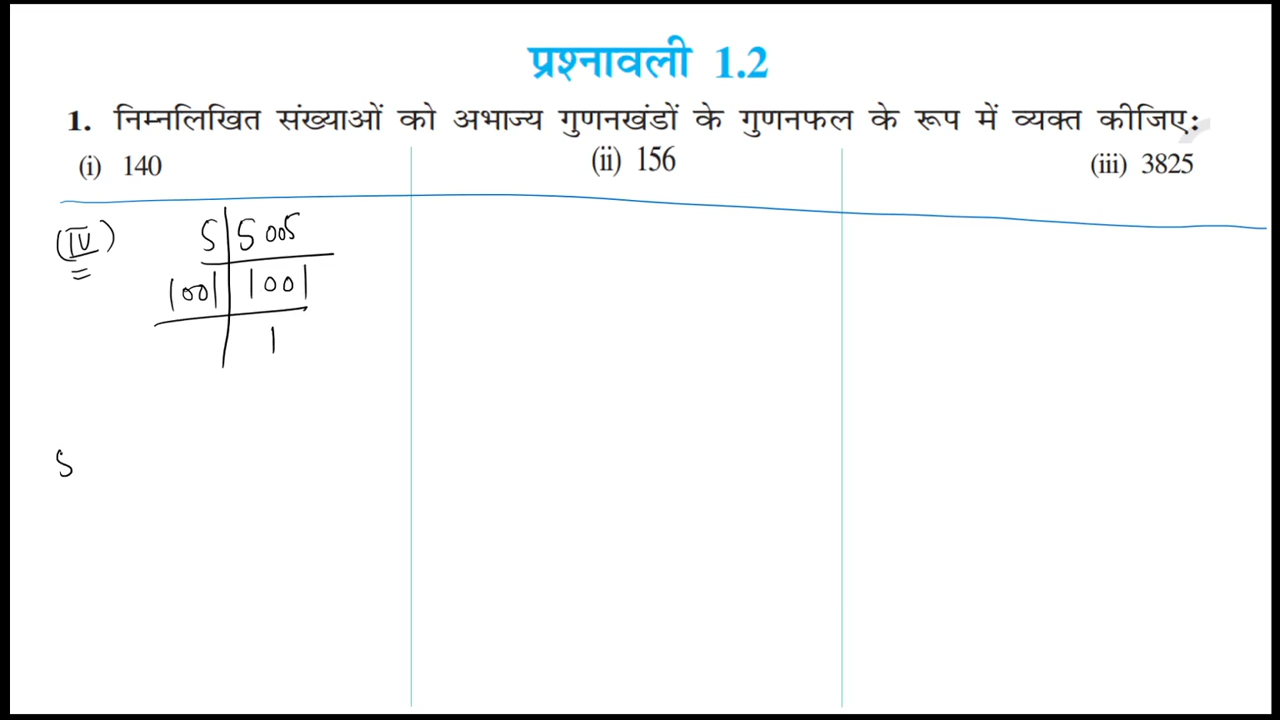 प्रश्नावली 1.2
1. निम्नलिखित संख्याओं को अभाज्य गुणनखंडों के गुणनफल के रूप में व्यक्त कीजिए:
(i) 140 (ii) 156 (iii) 3825
(IV) 5 5005
1001 1001
1
5